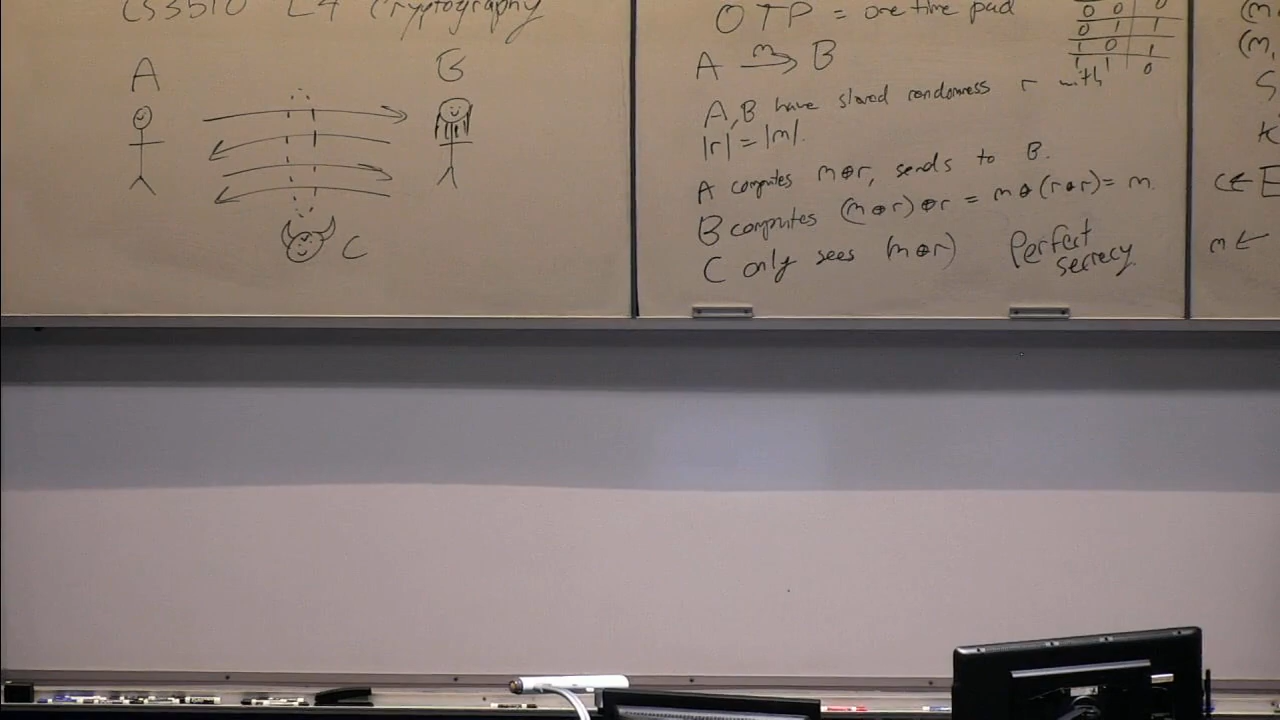 CS3510 L4 Cryptography
A
B
C
OTP = one time pad
A m→ B
A, B have shared randomness r with
|r| = |m|.
A computes m⊕r, sends to B.
B computes (m⊕r)⊕r = m⊕(r⊕r) = m.
C only sees (m⊕r) Perfect secrecy.
0 0 0
0 1 1
1 0 1
1 1 0
(m
(m,
S
K
c← E
m←